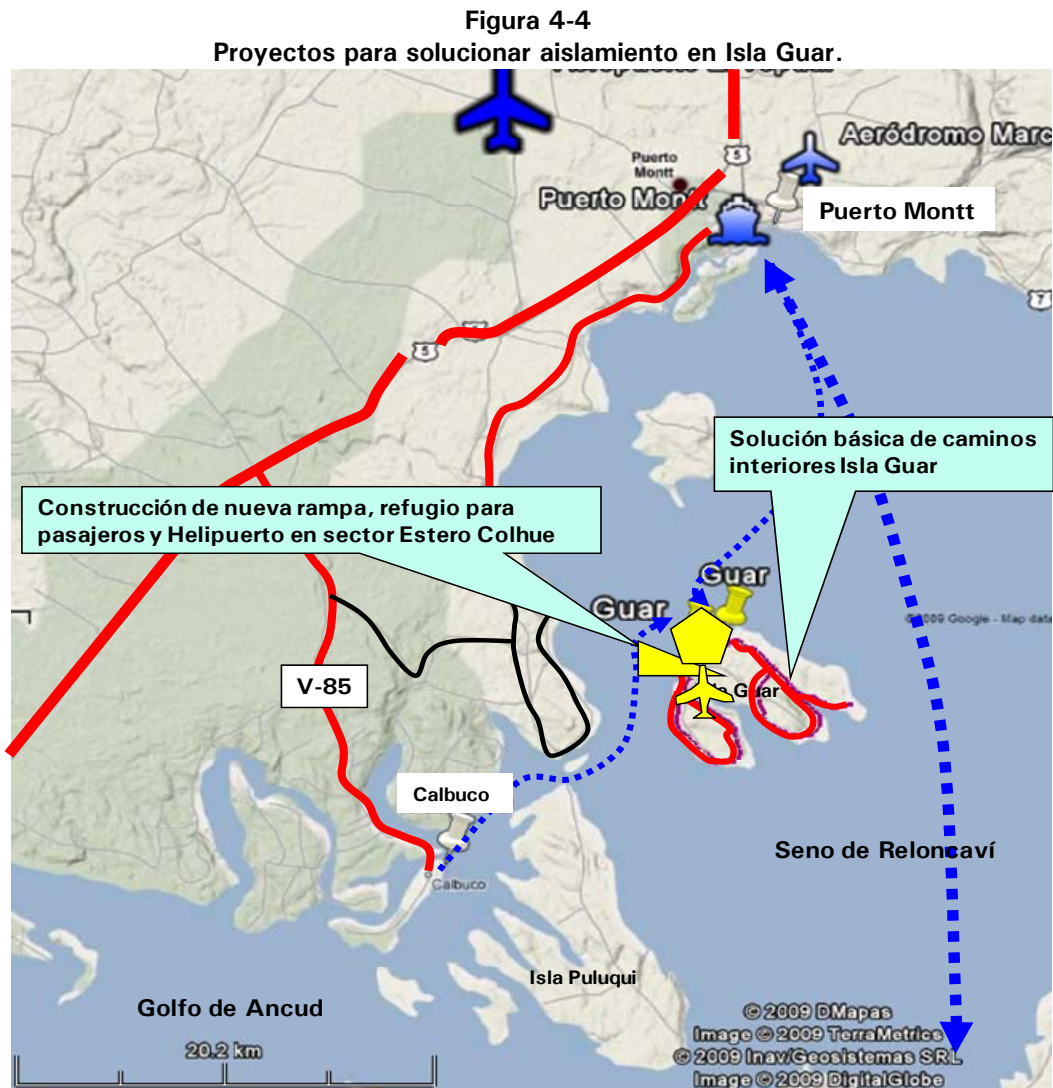 Figura 4-4
Proyectos para solucionar aislamiento en Isla Guar.
Aeródromo Marc
5
Puerto
Montt
Puerto Montt
Puerto Montt
7
5
Solución básica de caminos
interiores Isla Guar
Construcción de nueva rampa, refugio para
pasajeros y Helipuerto en sector Estero Colhue
Guar
Guar
©2009 Google - Map data
V-85
Guar
Calbuco
Seno de Reloncaví
Calbuco
Isla Puluqui
Golfo de Ancud
20.2 km
© 2009 DMapas
Image © 2009 TerraMetrics
© 2009 Inav/Geosistemas SRL
Image © 2009 DigitalGlobe